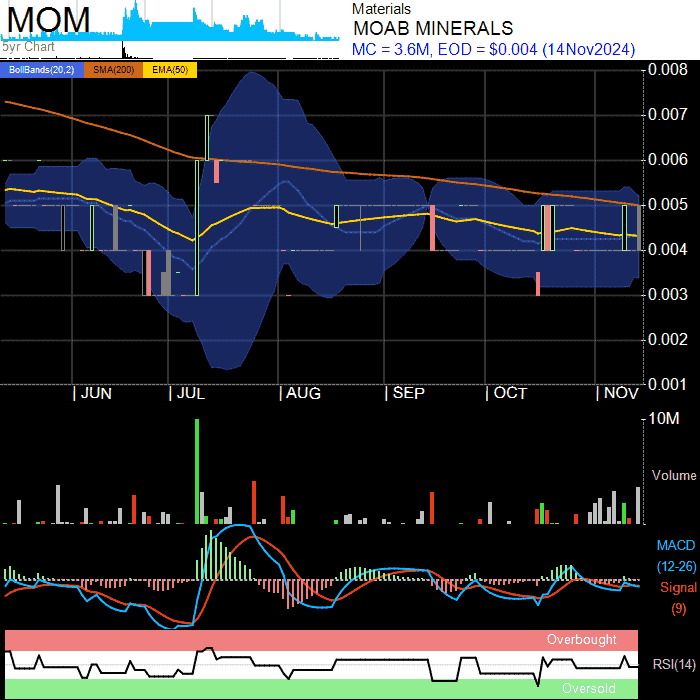 MOM
5yr Chart
Materials
MOAB MINERALS
MC = 3.6M, EOD = $0.004 (14Nov2024)
BollBands(20,2) SMA(200) EMA(50)
0.008
0.007
0.006
0.005
0.004
0.003
0.002
0.001
JUN JUL AUG SEP OCT NOV
10M
Volume
MACD
(12-26)
Signal
(9)
Overbought
RSI(14)
Oversold